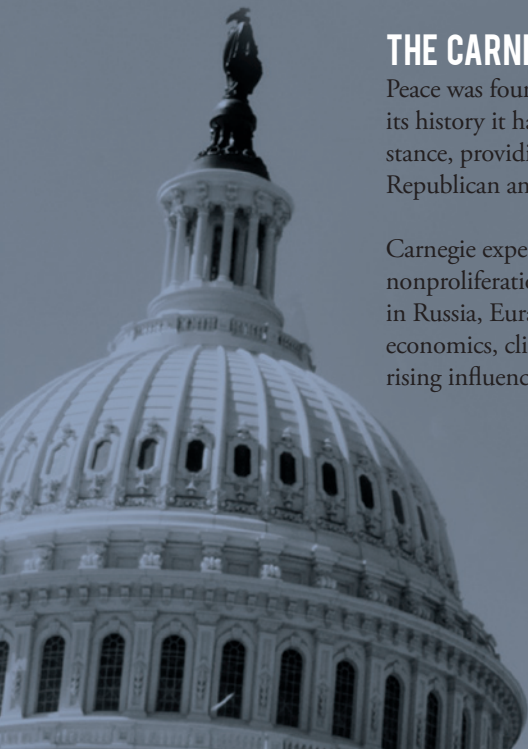 THE CARNE
Peace was foun
its history it ha
stance, providi
Republican an
Carnegie expe
nonproliferatio
in Russia, Eura
economics, cli
rising influenc